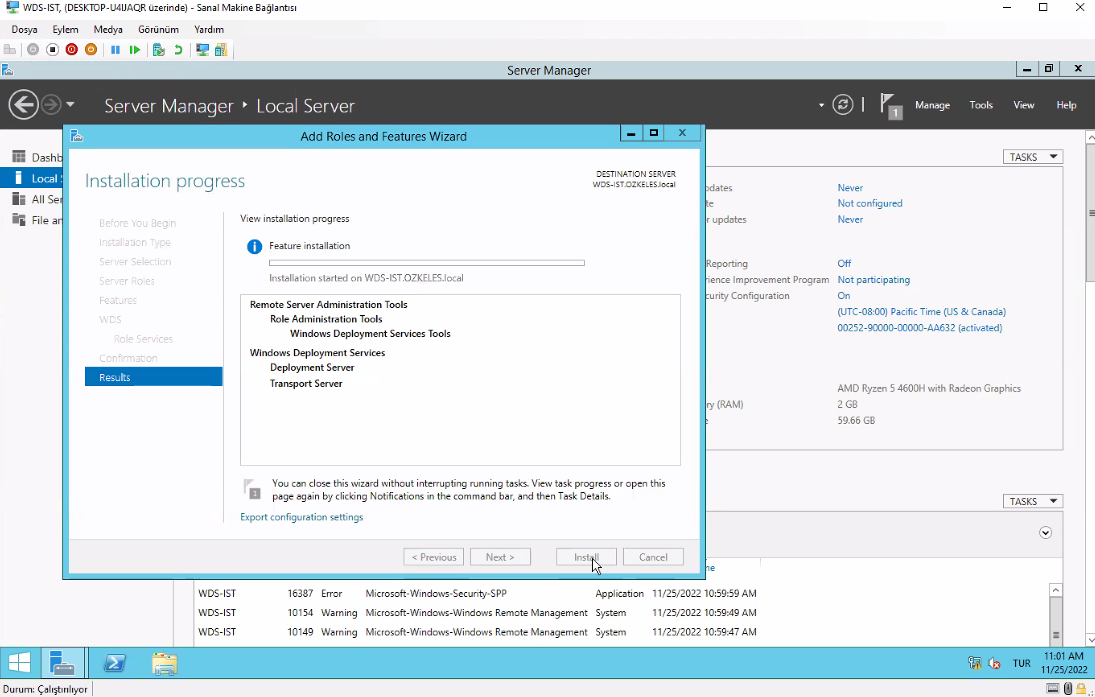 WDS-IST, (DESKTOP-U4IJAQR üzerinde) - Sanal Makine Bağlantısı
Dosya Eylem Medya Görünüm Yardım
Server Manager
Server Manager ‣ Local Server
1 Manage Tools View Help
Dashb
Local S
All Ser
File an
Add Roles and Features Wizard
Installation progress
DESTINATION SERVER
WDS-IST.OZKELES.local
Before You Begin
Installation Type
Server Selection
Server Roles
Features
WDS
Role Services
Confirmation
Results
View installation progress
Feature installation
Installation started on WDS-IST.OZKELES.local
Remote Server Administration Tools
Role Administration Tools
Windows Deployment Services Tools
Windows Deployment Services
Deployment Server
Transport Server
1
You can close this wizard without interrupting running tasks. View task progress or open this
page again by clicking Notifications in the command bar, and then Task Details.
Export configuration settings
< Previous Next > Install Cancel
TASKS
pdates Never
te Not configured
r updates Never
Reporting Off
ience Improvement Program Not participating
curity Configuration On
(UTC-08:00) Pacific Time (US & Canada)
00252-90000-00000-AA632 (activated)
AMD Ryzen 5 4600H with Radeon Graphics
ry (RAM) 2 GB
59.66 GB
TASKS
me
WDS-IST 16387 Error Microsoft-Windows-Security-SPP Application 11/25/2022 10:59:59 AM
WDS-IST 10154 Warning Microsoft-Windows-Windows Remote Management System 11/25/2022 10:59:49 AM
WDS-IST 10149 Warning Microsoft-Windows-Windows Remote Management System 11/25/2022 10:59:47 AM
TUR
11:01 AM
11/25/2022
Durum: Çalıştırılıyor